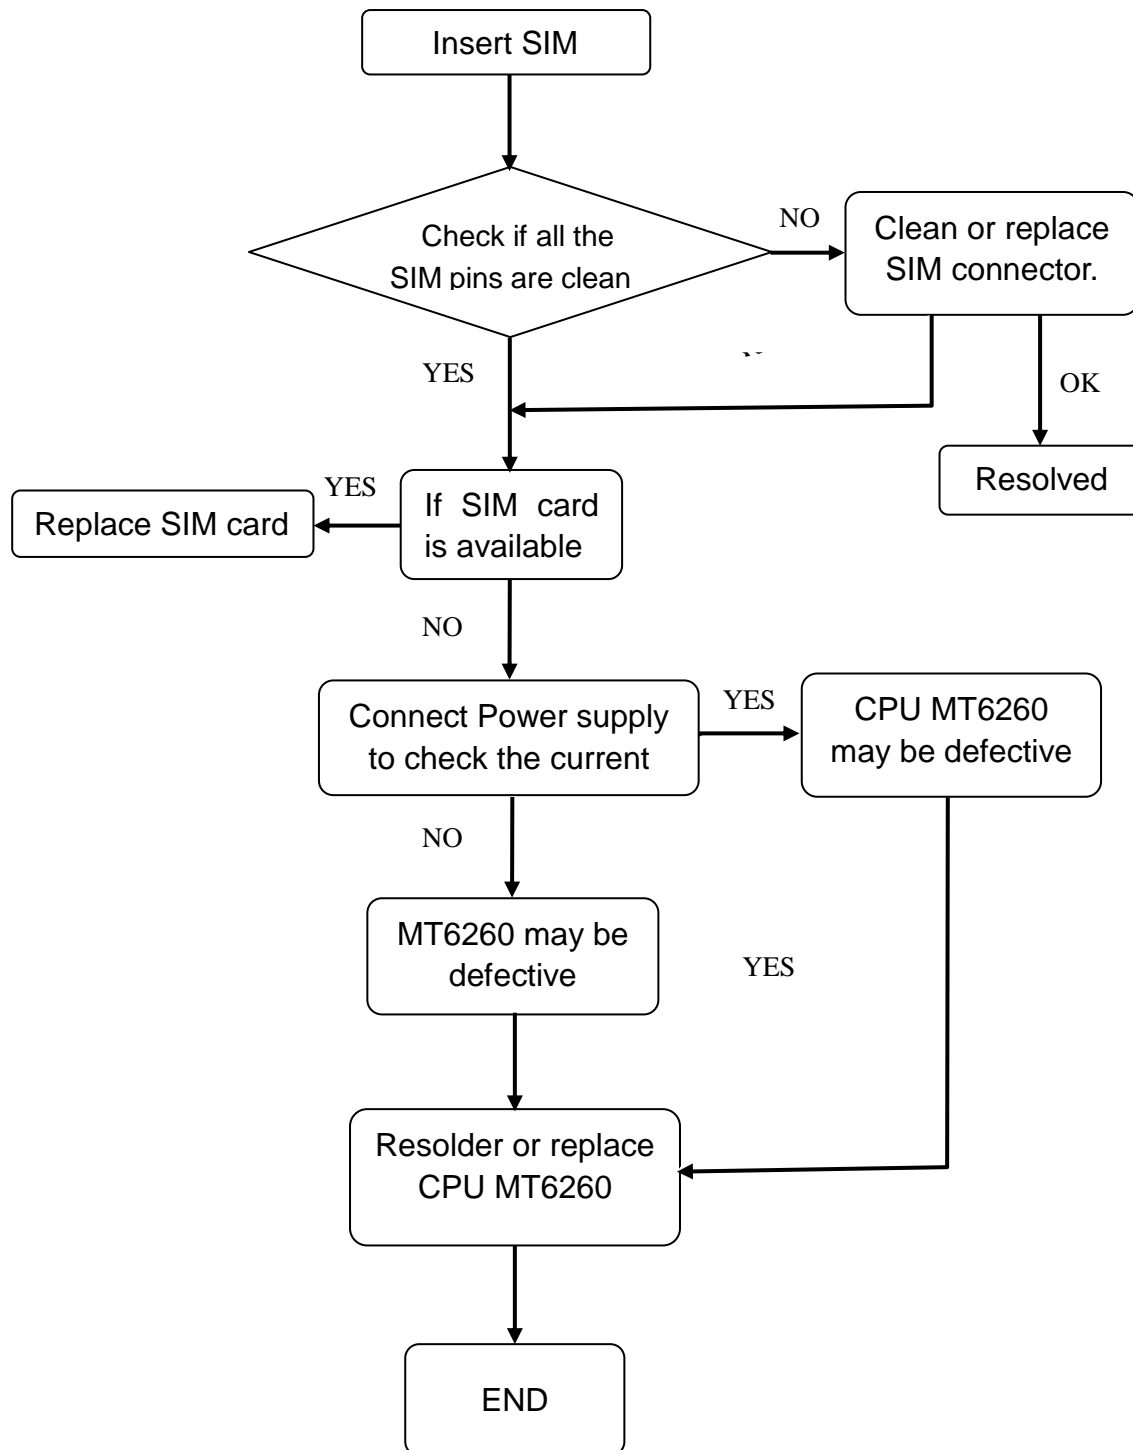 Insert SIM
Check if all the
SIM pins are clean
NO
Clean or replace
SIM connector.
YES
OK
Resolved
YES
If SIM card
is available
Replace SIM card
NO
Connect Power supply
to check the current
YES
CPU MT6260
may be defective
NO
MT6260 may be
defective
YES
Resolder or replace
CPU MT6260
END